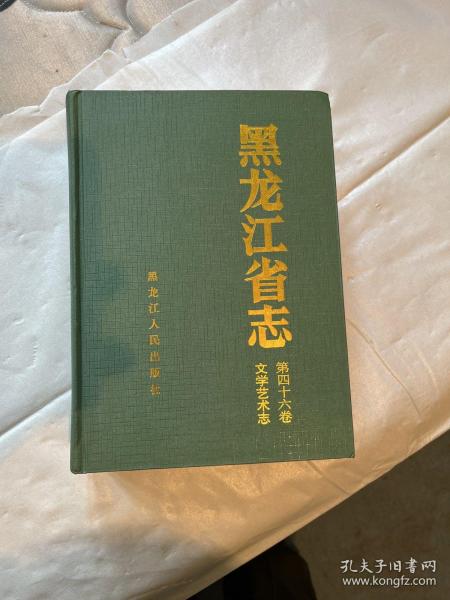 黑龙江省志
第四十六卷
文学艺术志
黑龙江人民出版社
孔夫子旧书网
www.kongfz.com